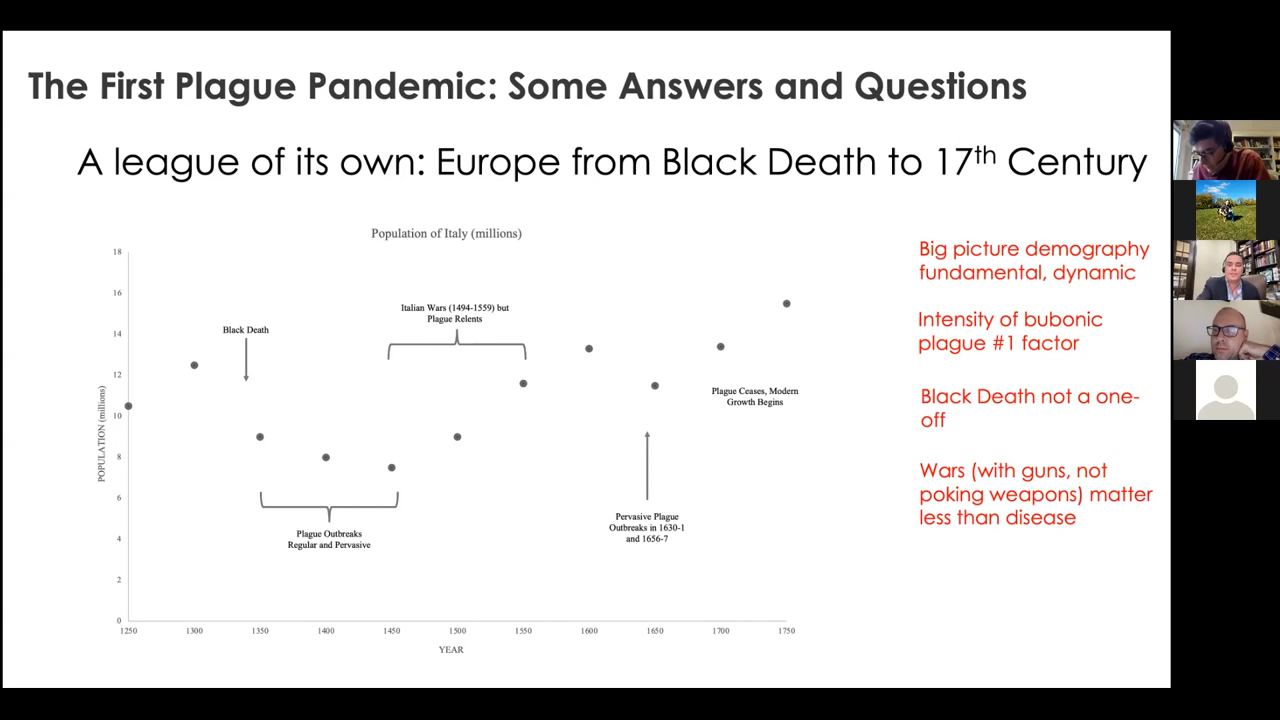 The First Plague Pandemic: Some Answers and Questions
A league of its own: Europe from Black Death to 17th Century
Population of Italy (millions)
18
16
14
12
10
8
6
4
2
0
POPULATION (millions)
Black Death
Italian Wars (1494-1559) but
Plague Relents
Plague Outbreaks
Regular and Pervasive
Pervasive Plague
Outbreaks in 1630-1
and 1656-7
Plague Ceases, Modern
Growth Begins
1250 1300 1350 1400 1450 1500 1550 1600 1650 1700 1750
YEAR
Big picture demography
fundamental, dynamic
Intensity of bubonic
plague #1 factor
Black Death not a one-
off
Wars (with guns, not
poking weapons) matter
less than disease